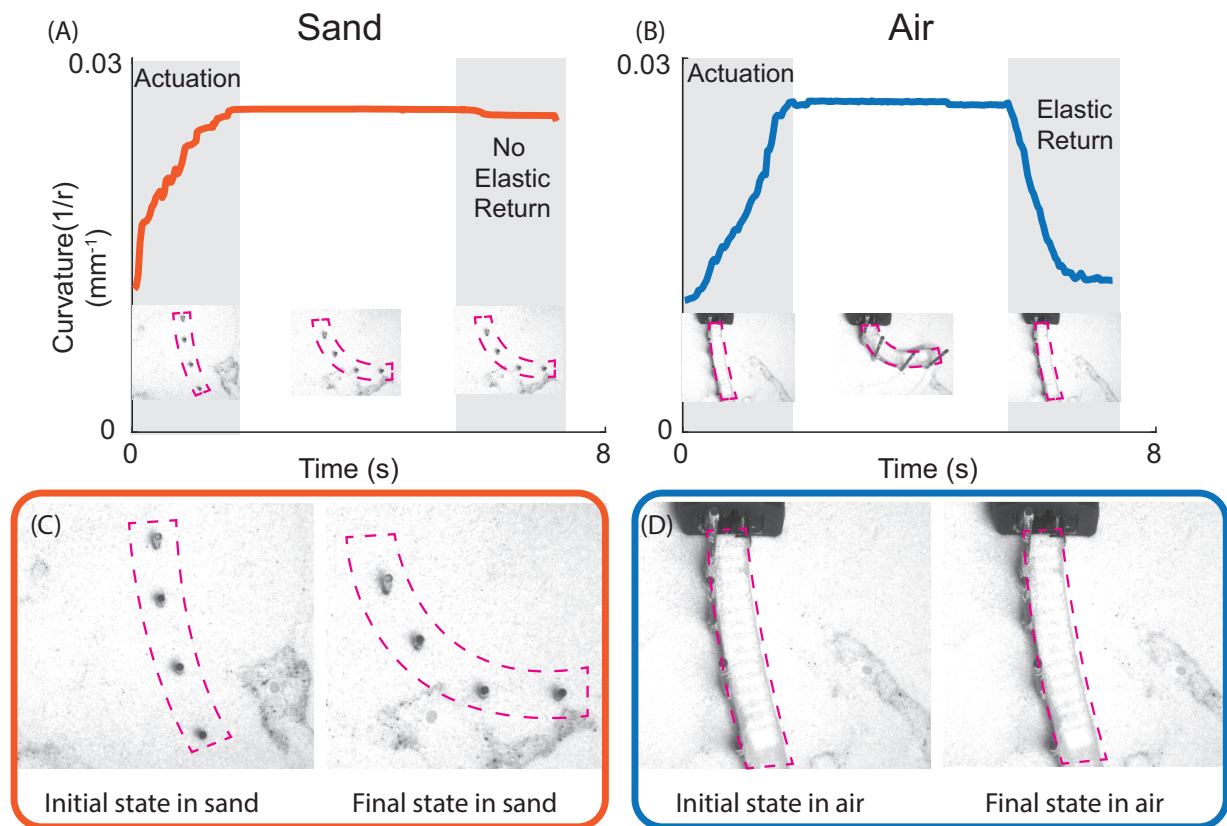 (A)
Sand
0.03
Actuation
No
Elastic
Return
Curvature(1/r)
(mm⁻¹)
0
0
8
Time (s)
(B)
Air
0.03
Actuation
Elastic
Return
0
0
8
Time (s)
(C)
Initial state in sand
Final state in sand
(D)
Initial state in air
Final state in air